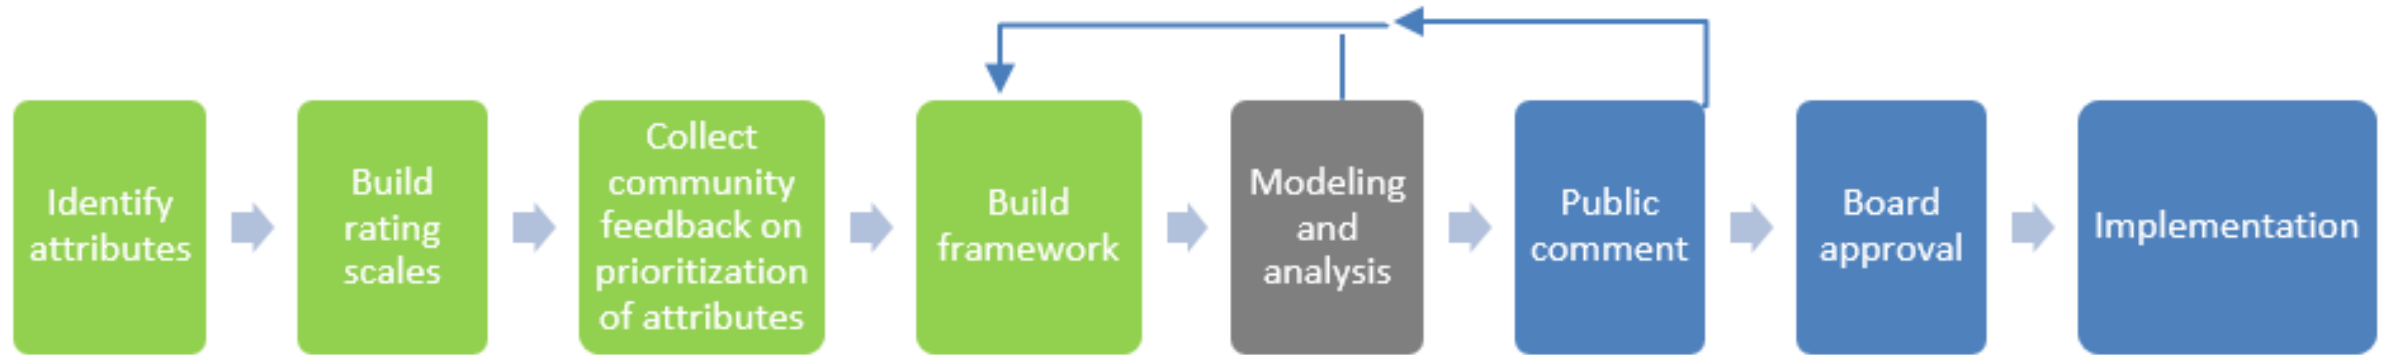 Identify
attributes
Build
rating
scales
Collect
community
feedback on
prioritization
of attributes
Build
framework
Modeling
and
analysis
Public
comment
Board
approval
Implementation